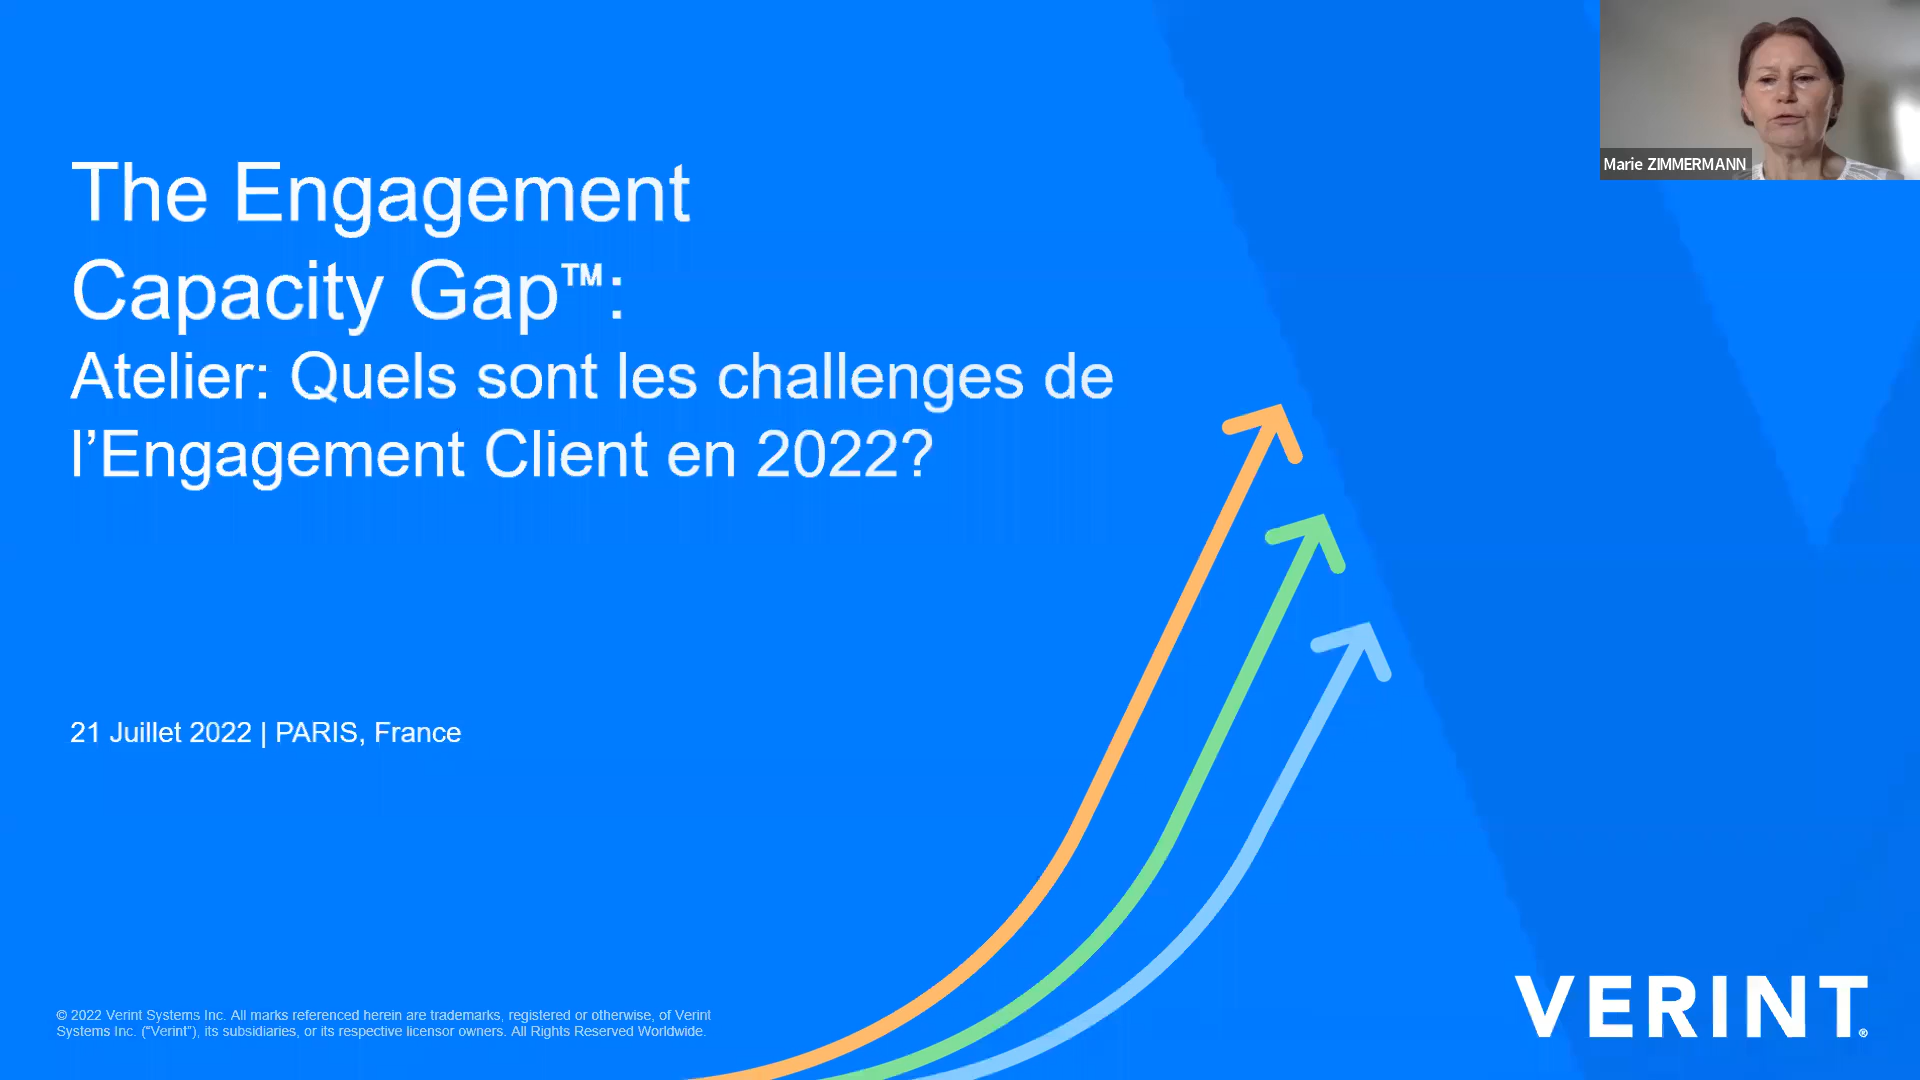 Marie ZIMMERMANN
The Engagement
Capacity Gap™:
Atelier: Quels sont les challenges de
l’Engagement Client en 2022?
21 Juillet 2022 | PARIS, France
© 2022 Verint Systems Inc. All marks referenced herein are trademarks, registered or otherwise, of Verint
Systems Inc. (“Verint”), its subsidiaries, or its respective licensor owners. All Rights Reserved Worldwide.
VERINT®